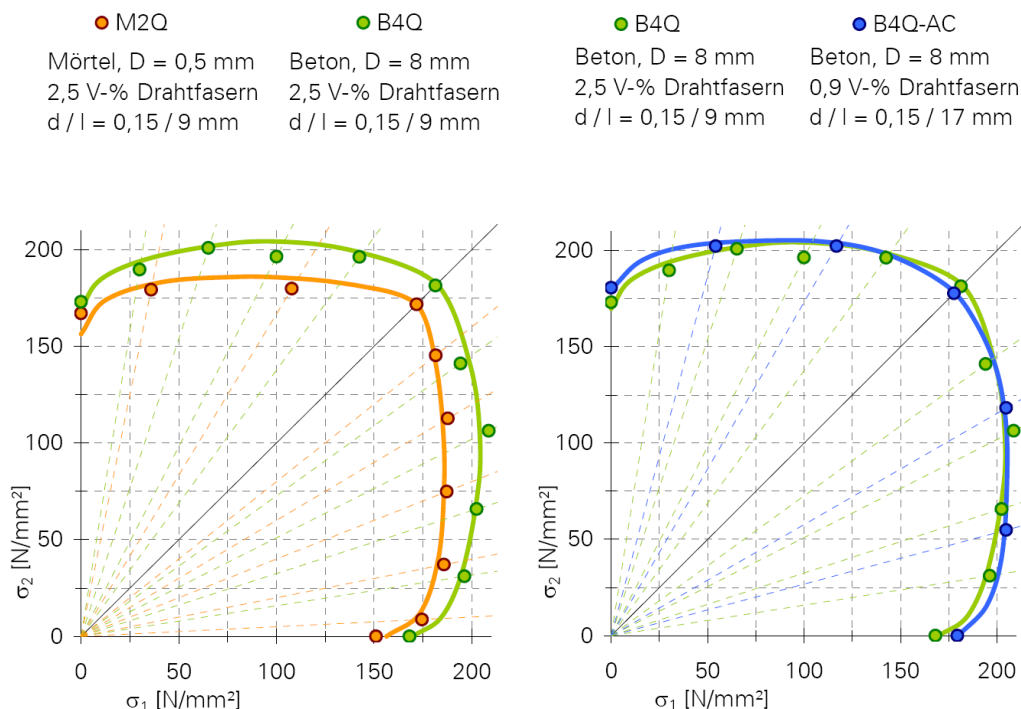 M2Q
Mörtel, D = 0,5 mm
2,5 V-% Drahtfasern
d / l = 0,15 / 9 mm
B4Q
Beton, D = 8 mm
2,5 V-% Drahtfasern
d / l = 0,15 / 9 mm
B4Q
Beton, D = 8 mm
2,5 V-% Drahtfasern
d / l = 0,15 / 9 mm
B4Q-AC
Beton, D = 8 mm
0,9 V-% Drahtfasern
d / l = 0,15 / 17 mm
200
150
100
50
0
σ₂ [N/mm²]
0 50 100 150 200
σ₁ [N/mm²]
200
150
100
50
0
σ₂ [N/mm²]
0 50 100 150 200
σ₁ [N/mm²]